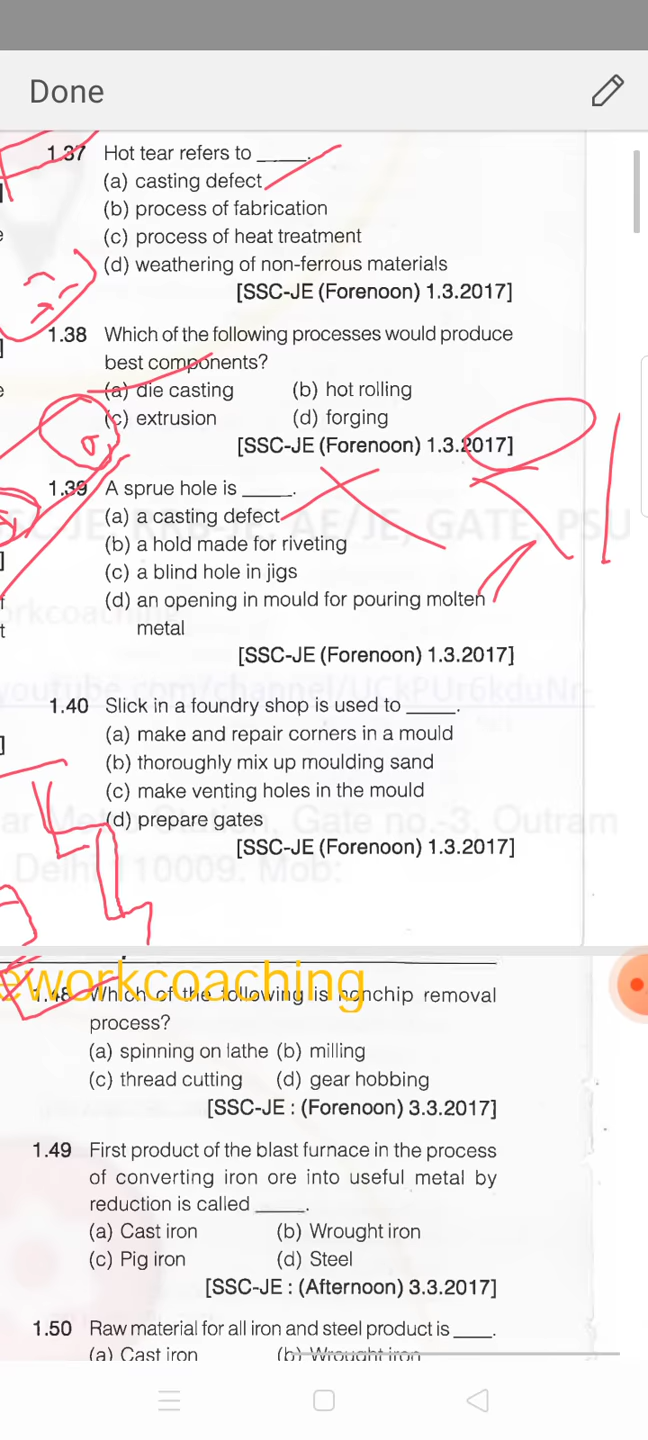 Done
1.37 Hot tear refers to _____.
(a) casting defect
(b) process of fabrication
(c) process of heat treatment
(d) weathering of non-ferrous materials
[SSC-JE (Forenoon) 1.3.2017]
1.38 Which of the following processes would produce
best components?
(a) die casting (b) hot rolling
(c) extrusion (d) forging
[SSC-JE (Forenoon) 1.3.2017]
1.39 A sprue hole is _____.
(a) a casting defect
(b) a hold made for riveting
(c) a blind hole in jigs
(d) an opening in mould for pouring molten
metal
[SSC-JE (Forenoon) 1.3.2017]
1.40 Slick in a foundry shop is used to _____.
(a) make and repair corners in a mould
(b) thoroughly mix up moulding sand
(c) make venting holes in the mould
(d) prepare gates
[SSC-JE (Forenoon) 1.3.2017]
eworkcoaching
1.48 Which of the following is nonchip removal
process?
(a) spinning on lathe (b) milling
(c) thread cutting (d) gear hobbing
[SSC-JE : (Forenoon) 3.3.2017]
1.49 First product of the blast furnace in the process
of converting iron ore into useful metal by
reduction is called _____.
(a) Cast iron (b) Wrought iron
(c) Pig iron (d) Steel
[SSC-JE : (Afternoon) 3.3.2017]
1.50 Raw material for all iron and steel product is ____.
(a) Cast iron (b) Wrought iron